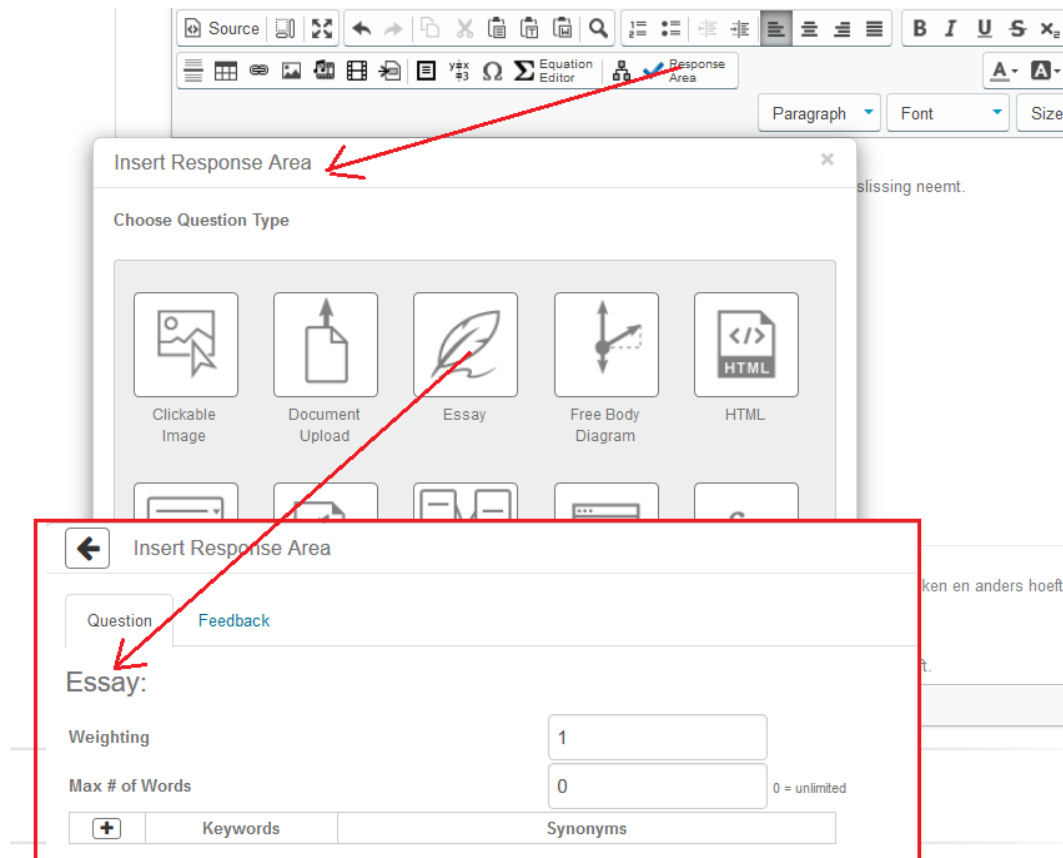 Source
B I U S x₂
y≠x
≠3
Ω Σ Equation
Editor
Response
Area
A A
Paragraph Font Size
Insert Response Area ×
slissing neemt.
Choose Question Type
HTML
Clickable
Image
Document
Upload
Essay
Free Body
Diagram
HTML
Insert Response Area
ken en anders hoeft
Question Feedback
t.
Essay:
Weighting 1
Max # of Words 0 0 = unlimited
+ Keywords Synonyms